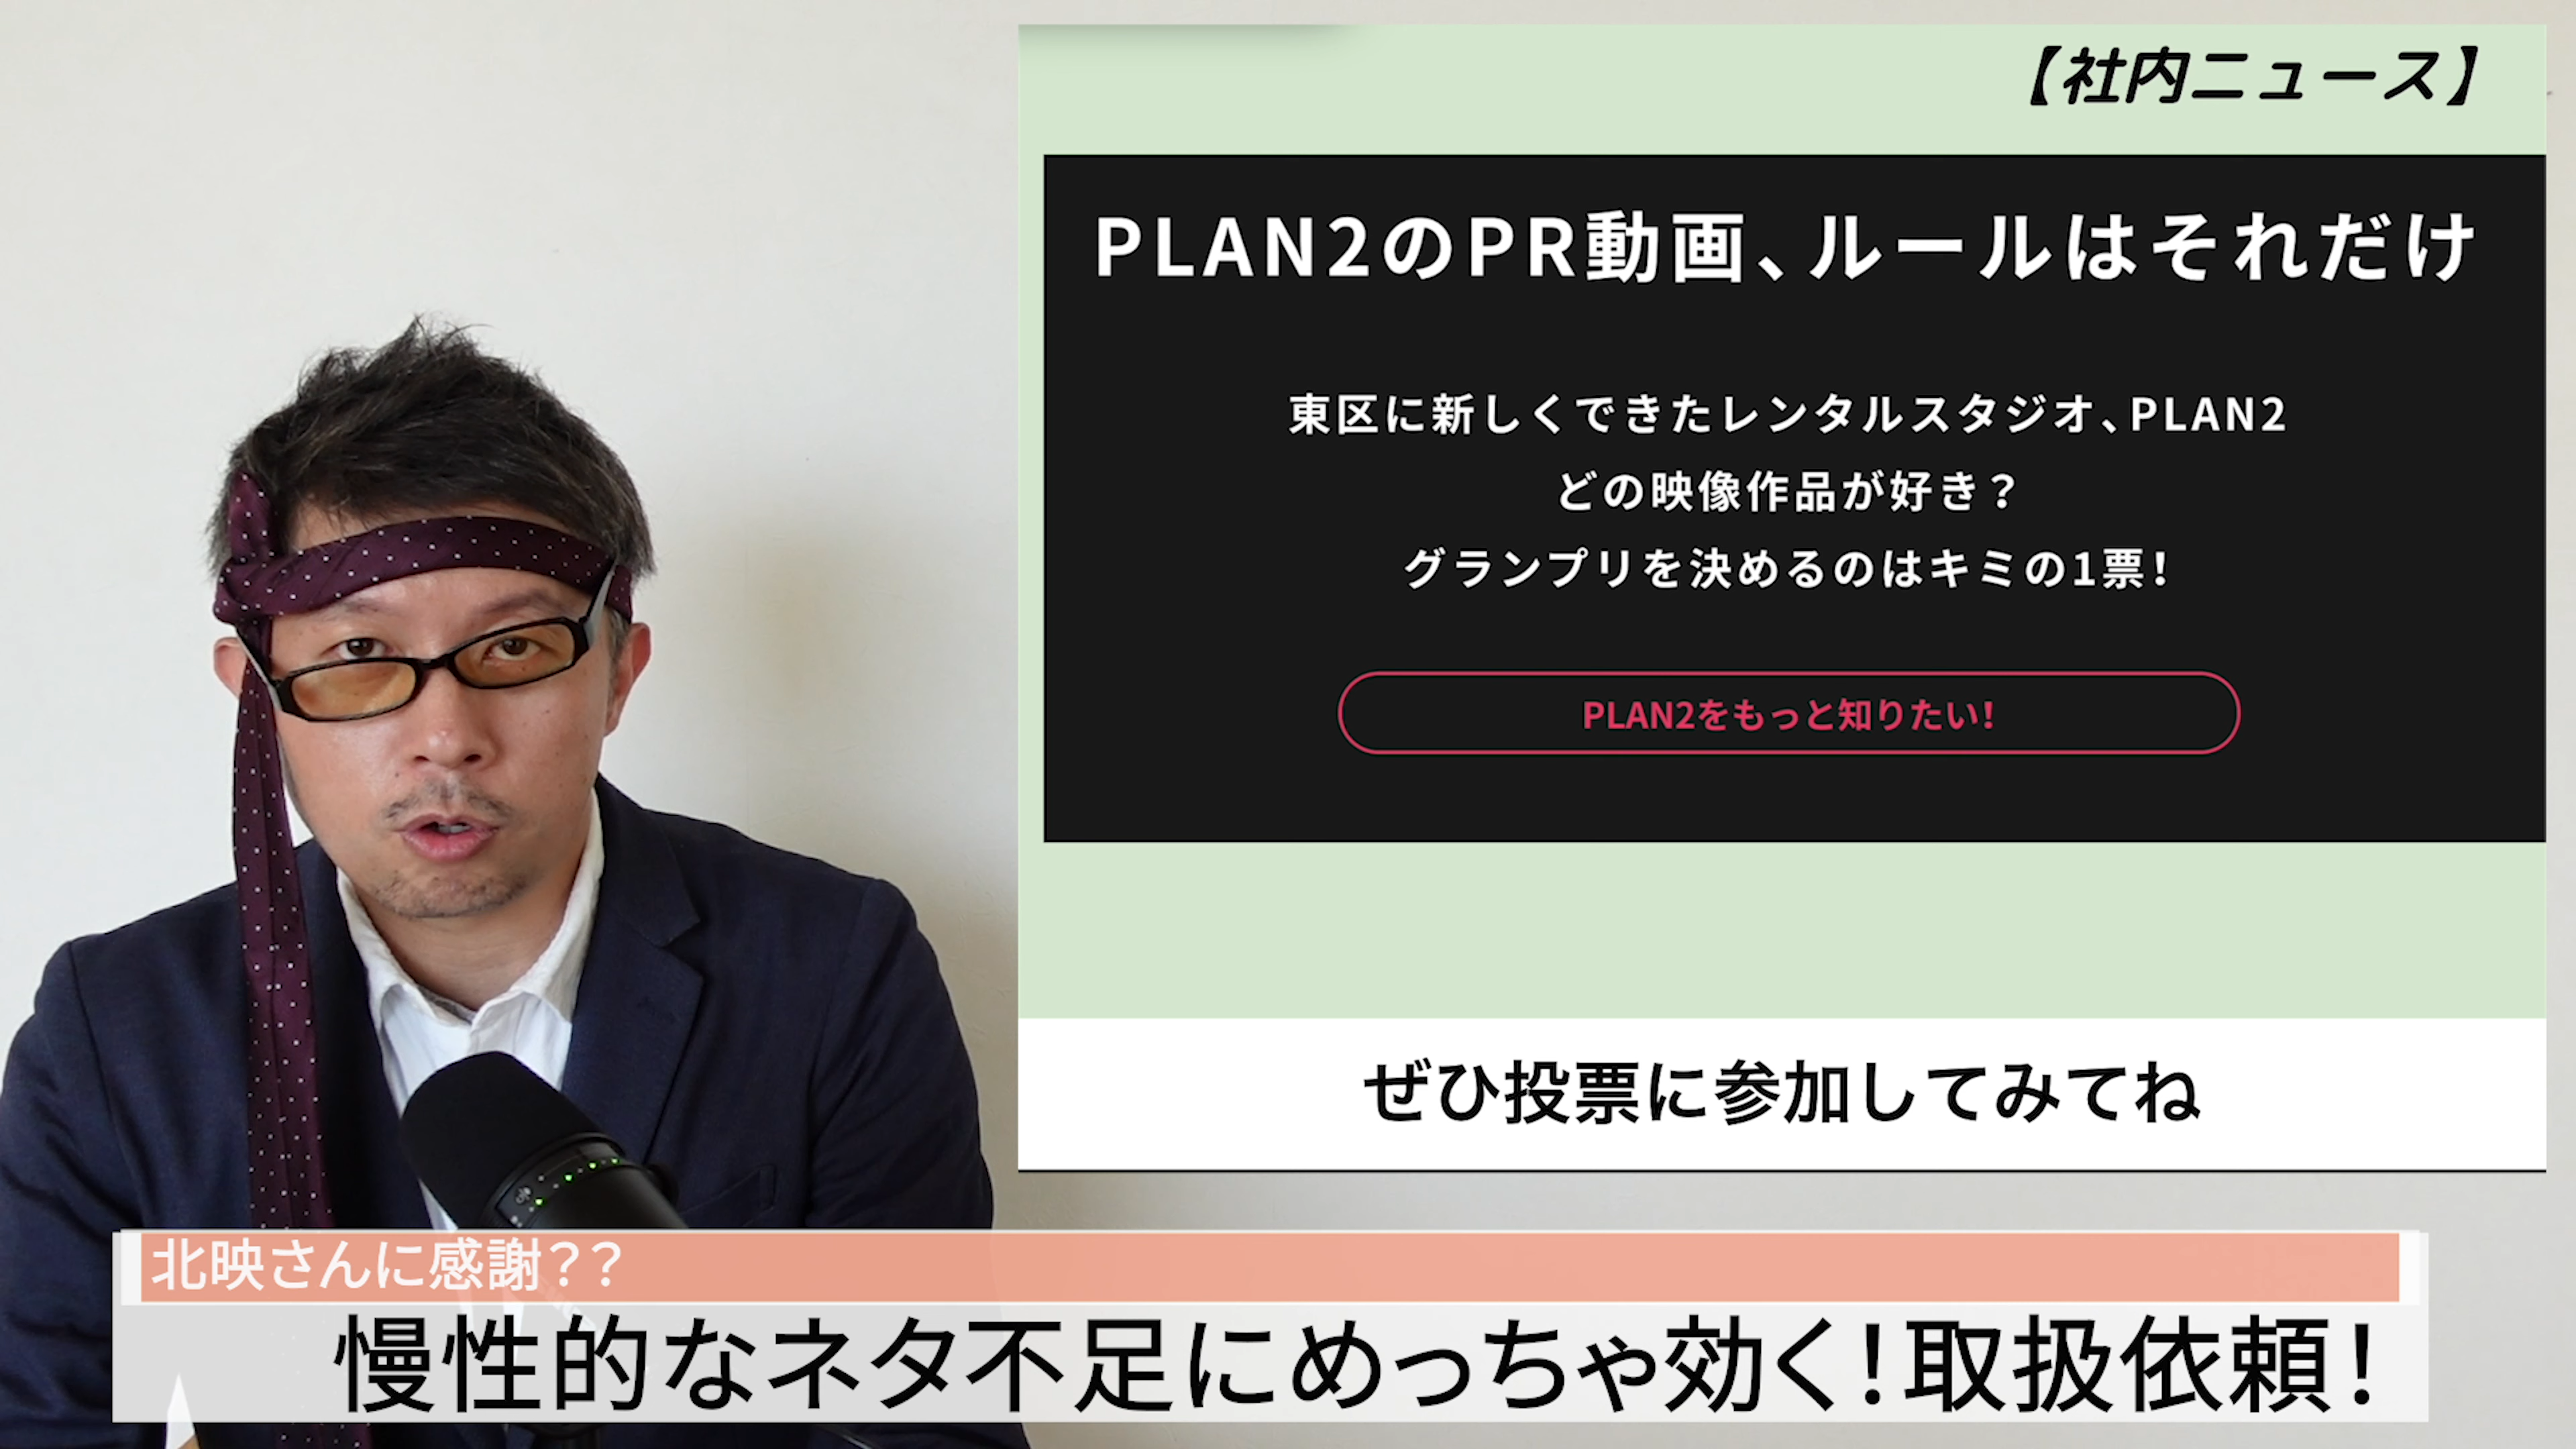 【社内ニュース】
PLAN2のPR動画、ルールはそれだけ
東区に新しくできたレンタルスタジオ、PLAN2
どの映像作品が好き？
グランプリを決めるのはキミの1票！
PLAN2をもっと知りたい！
ぜひ投票に参加してみてね
北映さんに感謝？？
慢性的なネタ不足にめっちゃ効く！取扱依頼！